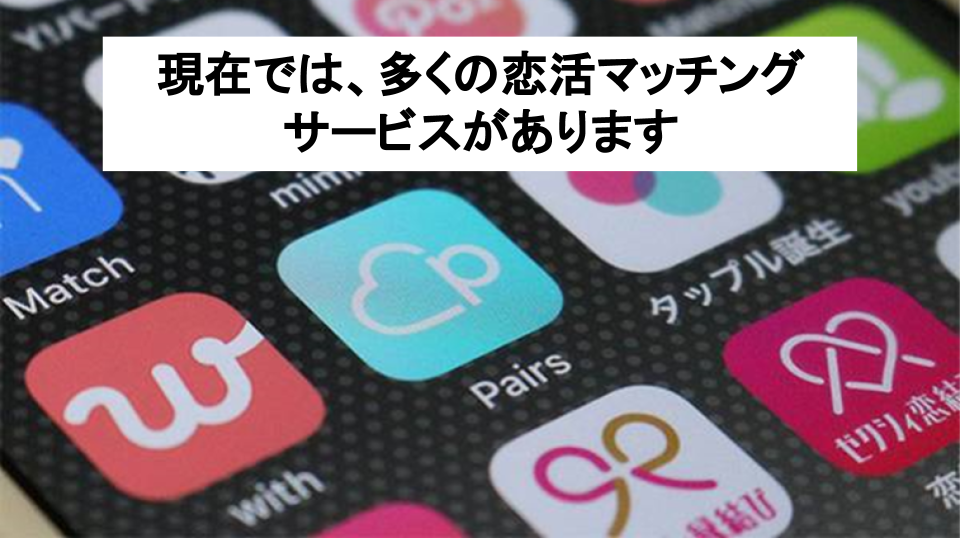 現在では、多くの恋活マッチング
サービスがあります
Match
タップル誕生
Pairs
with
ゼクシィ恋結
縁結び